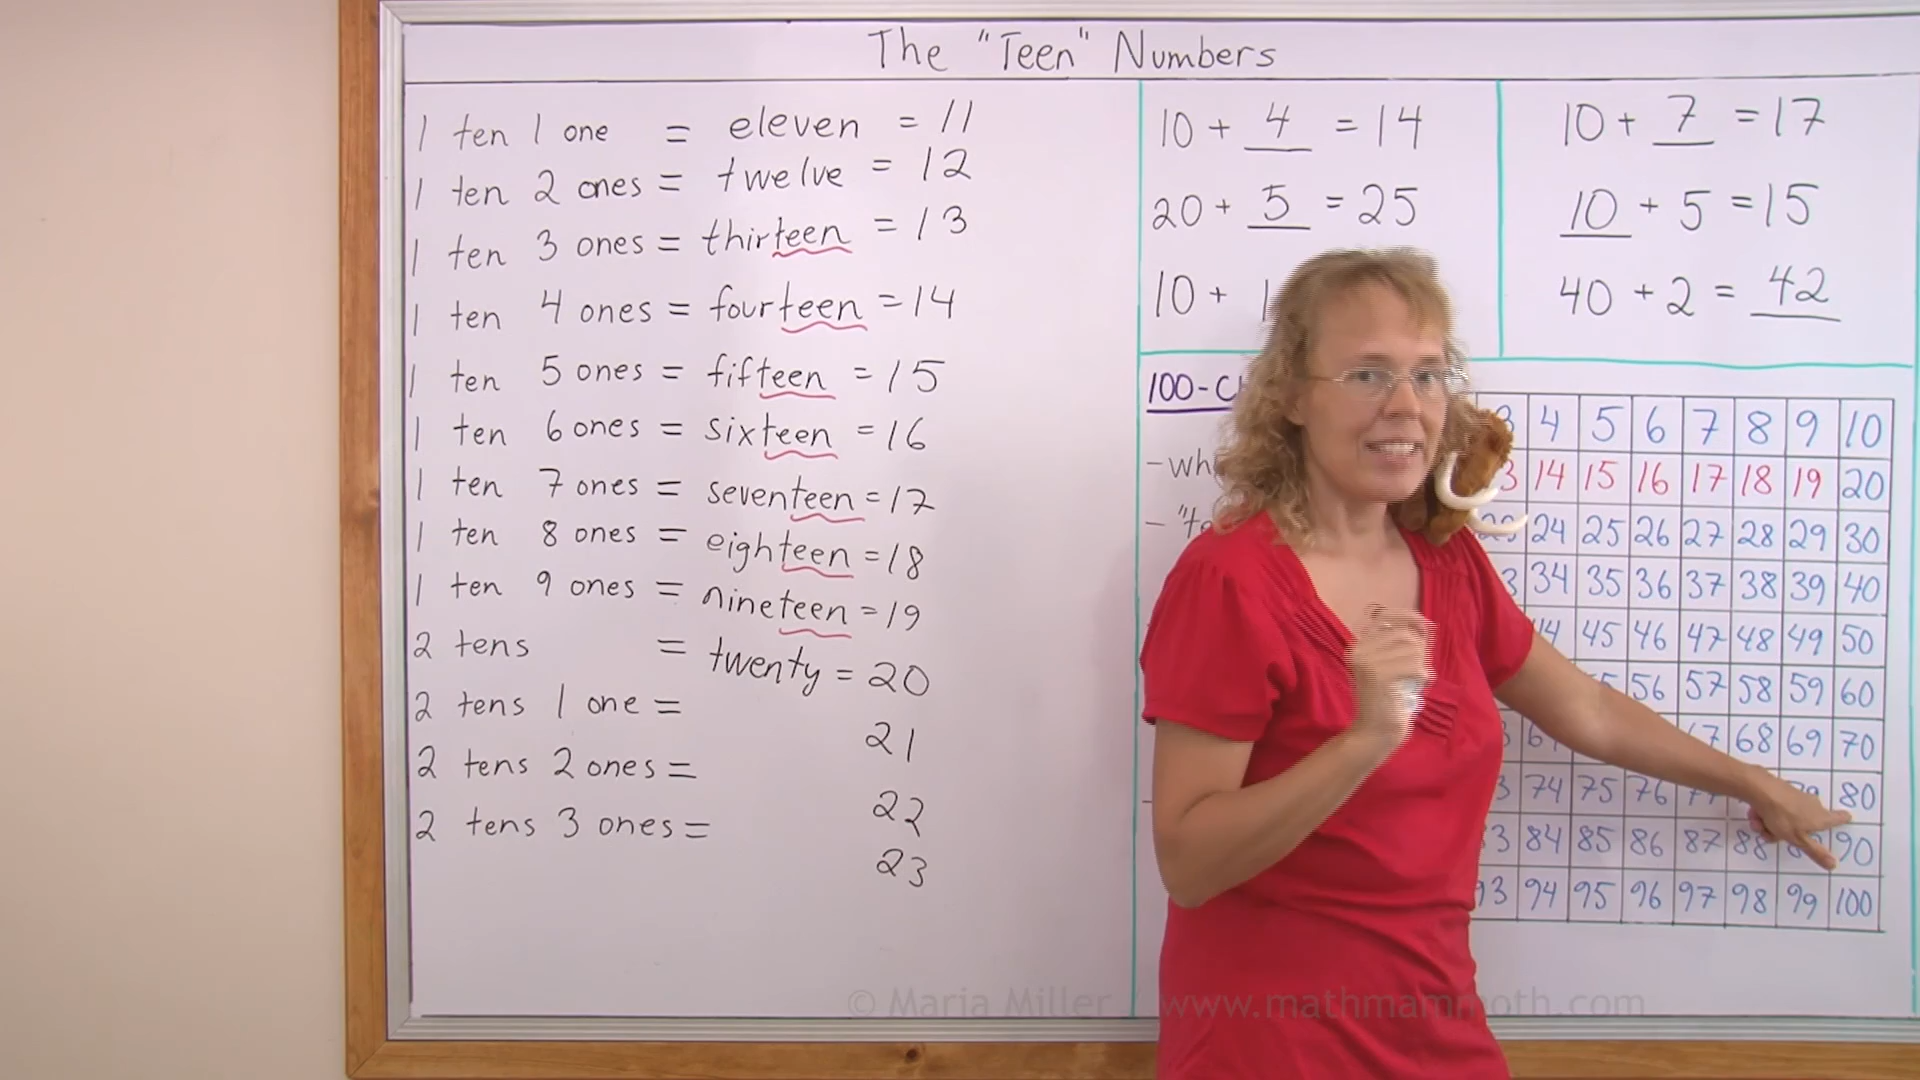 The "Teen" Numbers
1 ten 1 one = eleven = 11
1 ten 2 ones = twelve = 12
1 ten 3 ones = thirteen = 13
1 ten 4 ones = fourteen = 14
1 ten 5 ones = fifteen = 15
1 ten 6 ones = sixteen = 16
1 ten 7 ones = seventeen = 17
1 ten 8 ones = eighteen = 18
1 ten 9 ones = nineteen = 19
2 tens = twenty = 20
2 tens 1 one = 21
2 tens 2 ones = 22
2 tens 3 ones = 23
10 + 4 = 14
20 + 5 = 25
10 +
10 + 7 = 17
10 + 5 = 15
40 + 2 = 42
4 5 6 7 8 9 10
14 15 16 17 18 19 20
24 25 26 27 28 29 30
34 35 36 37 38 39 40
45 46 47 48 49 50
56 57 58 59 60
68 69 70
74 75 76 80
84 85 86 87 88 90
93 94 95 96 97 98 99 100
© Maria Miller / www.mathmammoth.com